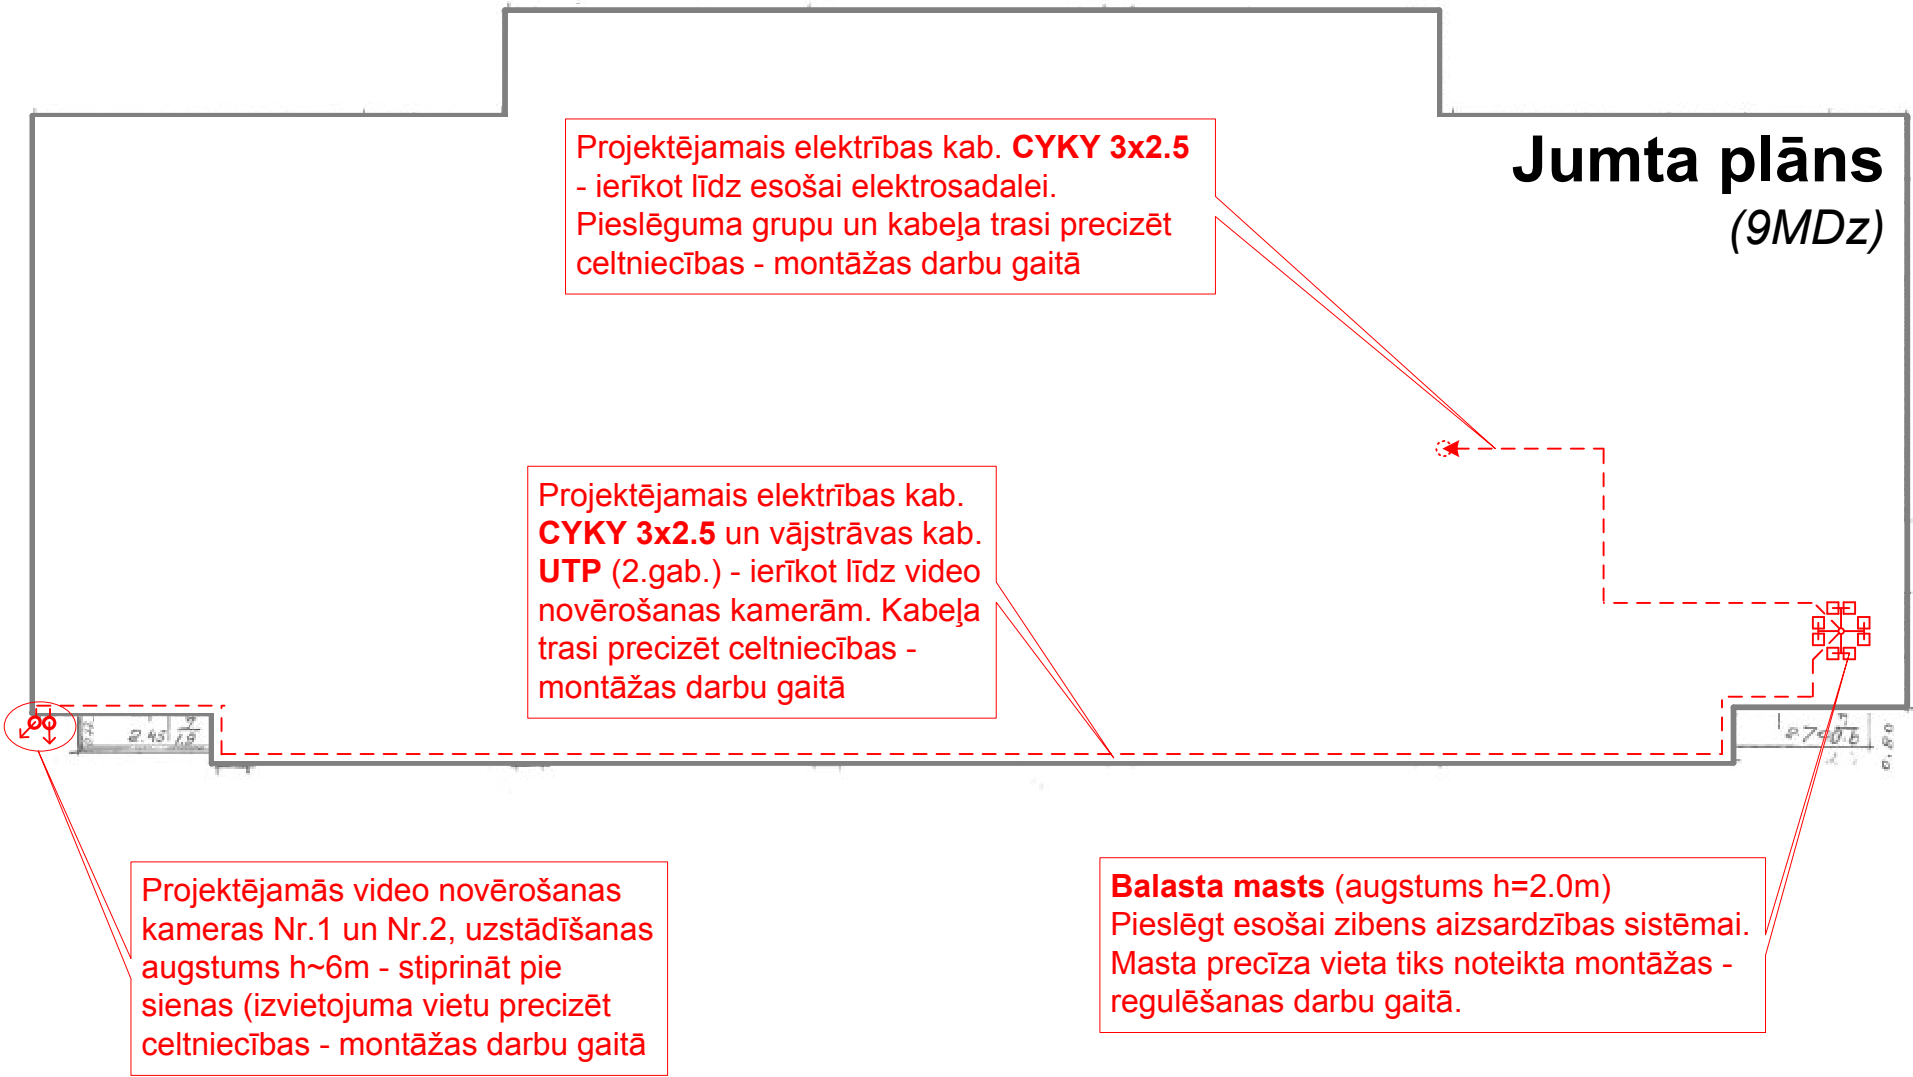 Jumta plāns
(9MDz)
Projektējamais elektrības kab. CYKY 3x2.5
- ierīkot līdz esošai elektrosadalei.
Pieslēguma grupu un kabeļa trasi precizēt
celtniecības - montāžas darbu gaitā
Projektējamais elektrības kab.
CYKY 3x2.5 un vājstrāvas kab.
UTP (2.gab.) - ierīkot līdz video
novērošanas kamerām. Kabeļa
trasi precizēt celtniecības -
montāžas darbu gaitā
2.45
0.80
Projektējamās video novērošanas
kameras Nr.1 un Nr.2, uzstādīšanas
augstums h~6m - stiprināt pie
sienas (izvietojuma vietu precizēt
celtniecības - montāžas darbu gaitā
Balasta masts (augstums h=2.0m)
Pieslēgt esošai zibens aizsardzības sistēmai.
Masta precīza vieta tiks noteikta montāžas -
regulēšanas darbu gaitā.